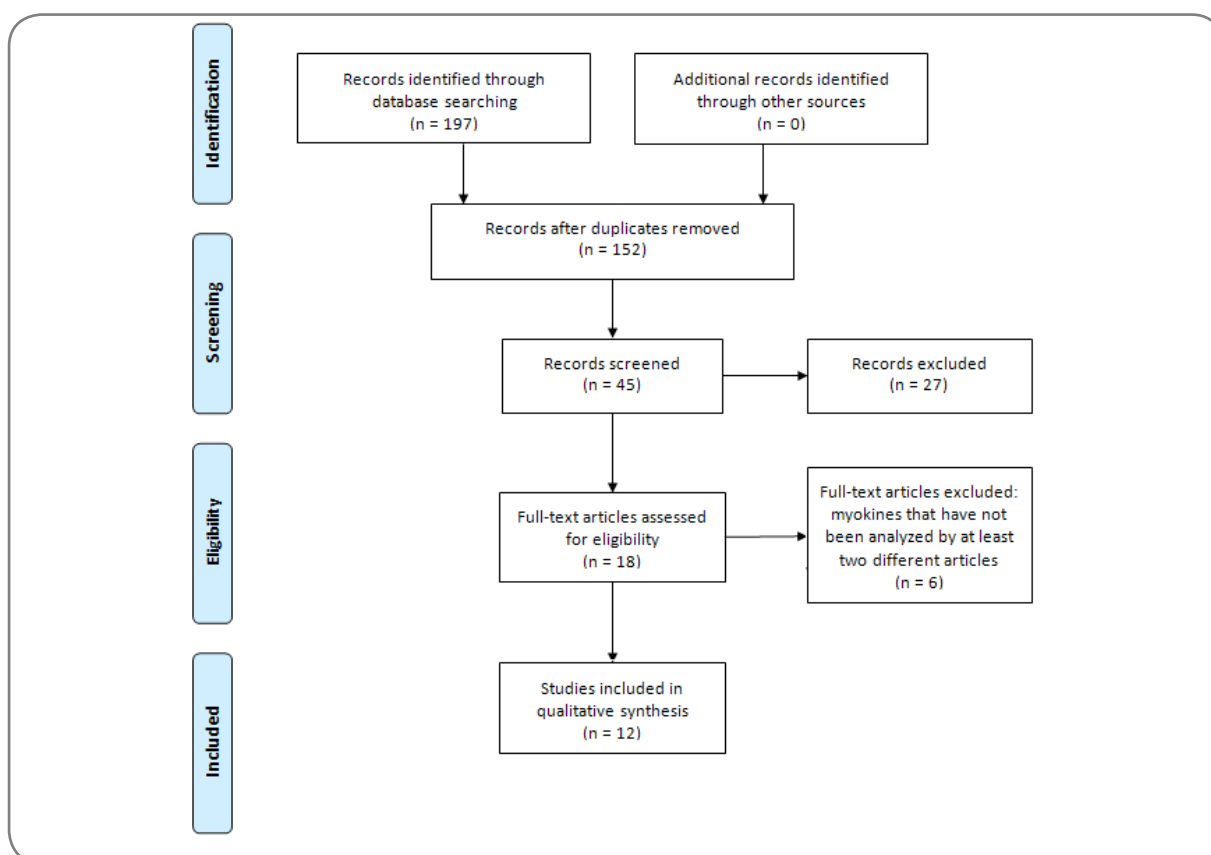 Identification
Records identified through
database searching
(n = 197)
Additional records identified
through other sources
(n = 0)
Records after duplicates removed
(n = 152)
Screening
Records screened
(n = 45)
Records excluded
(n = 27)
Eligibility
Full-text articles assessed
for eligibility
(n = 18)
Full-text articles excluded:
myokines that have not
been analyzed by at least
two different articles
(n = 6)
Included
Studies included in
qualitative synthesis
(n = 12)